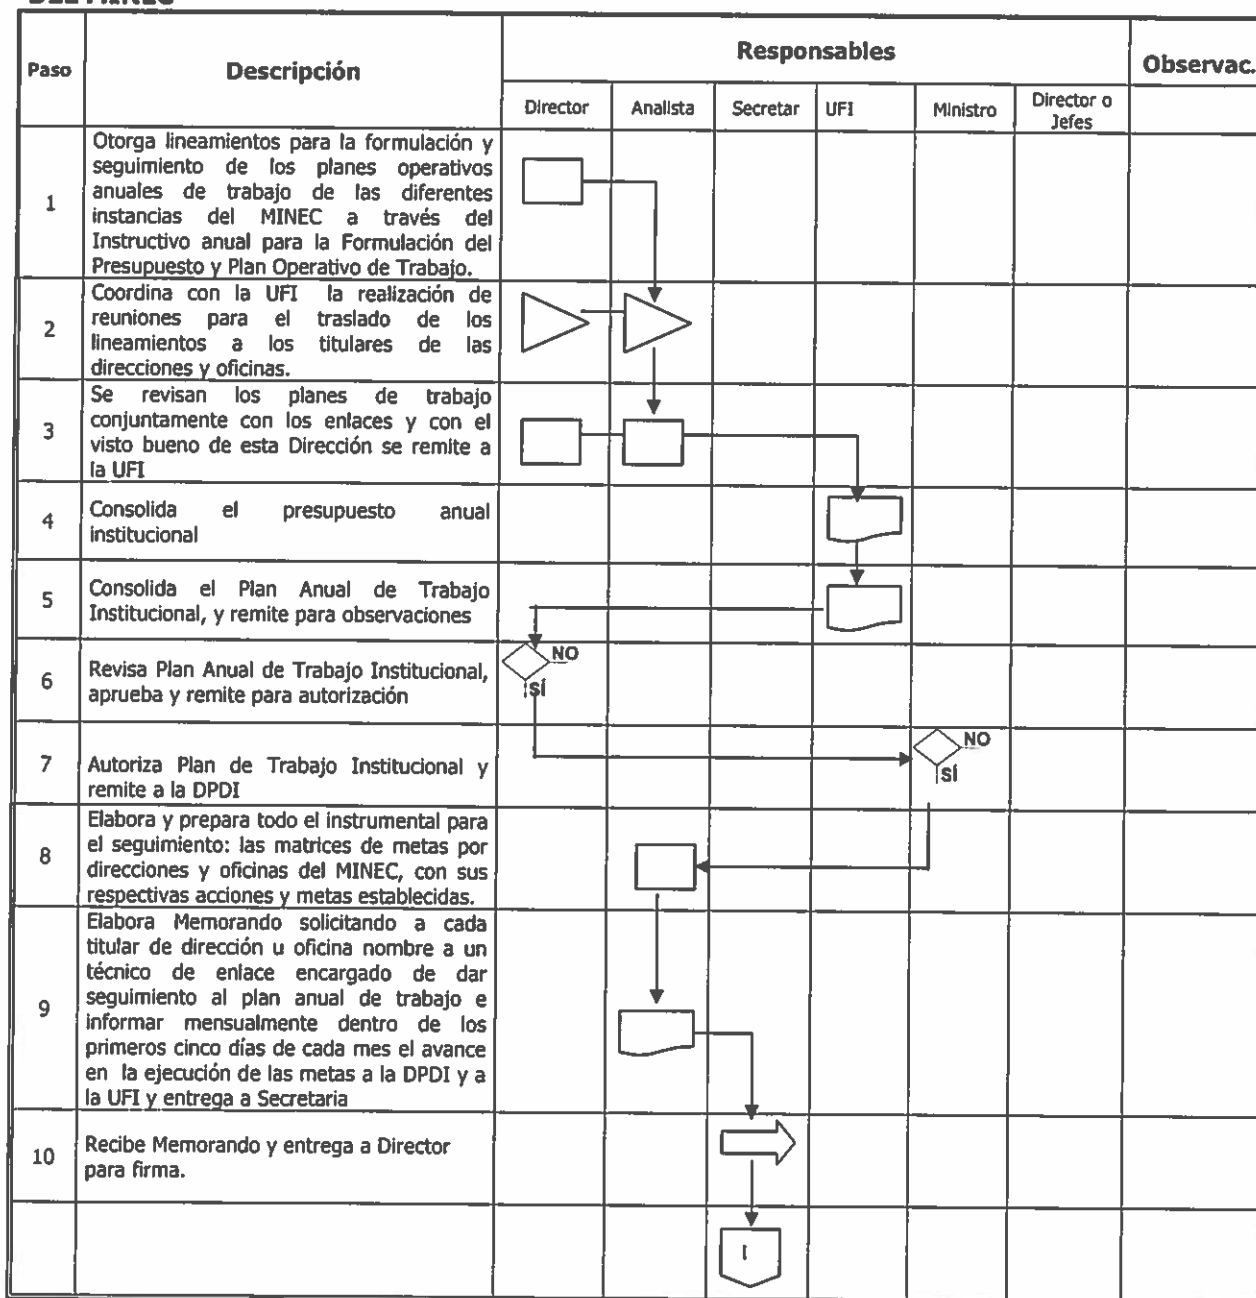 DEL MINEC
Paso
Descripción
Responsables
Observac.
Director
Analista
Secretar
UFI
Ministro
Director o
Jefes
1
Otorga lineamientos para la formulación y
seguimiento de los planes operativos
anuales de trabajo de las diferentes
instancias del MINEC a través del
Instructivo anual para la Formulación del
Presupuesto y Plan Operativo de Trabajo.
2
Coordina con la UFI la realización de
reuniones para el traslado de los
lineamientos a los titulares de las
direcciones y oficinas.
3
Se revisan los planes de trabajo
conjuntamente con los enlaces y con el
visto bueno de esta Dirección se remite a
la UFI
4
Consolida el presupuesto anual
institucional
5
Consolida el Plan Anual de Trabajo
Institucional, y remite para observaciones
6
Revisa Plan Anual de Trabajo Institucional,
aprueba y remite para autorización
NO
SÍ
7
Autoriza Plan de Trabajo Institucional y
remite a la DPDI
NO
SÍ
8
Elabora y prepara todo el instrumental para
el seguimiento: las matrices de metas por
direcciones y oficinas del MINEC, con sus
respectivas acciones y metas establecidas.
9
Elabora Memorando solicitando a cada
titular de dirección u oficina nombre a un
técnico de enlace encargado de dar
seguimiento al plan anual de trabajo e
informar mensualmente dentro de los
primeros cinco días de cada mes el avance
en la ejecución de las metas a la DPDI y a
la UFI y entrega a Secretaria
10
Recibe Memorando y entrega a Director
para firma.